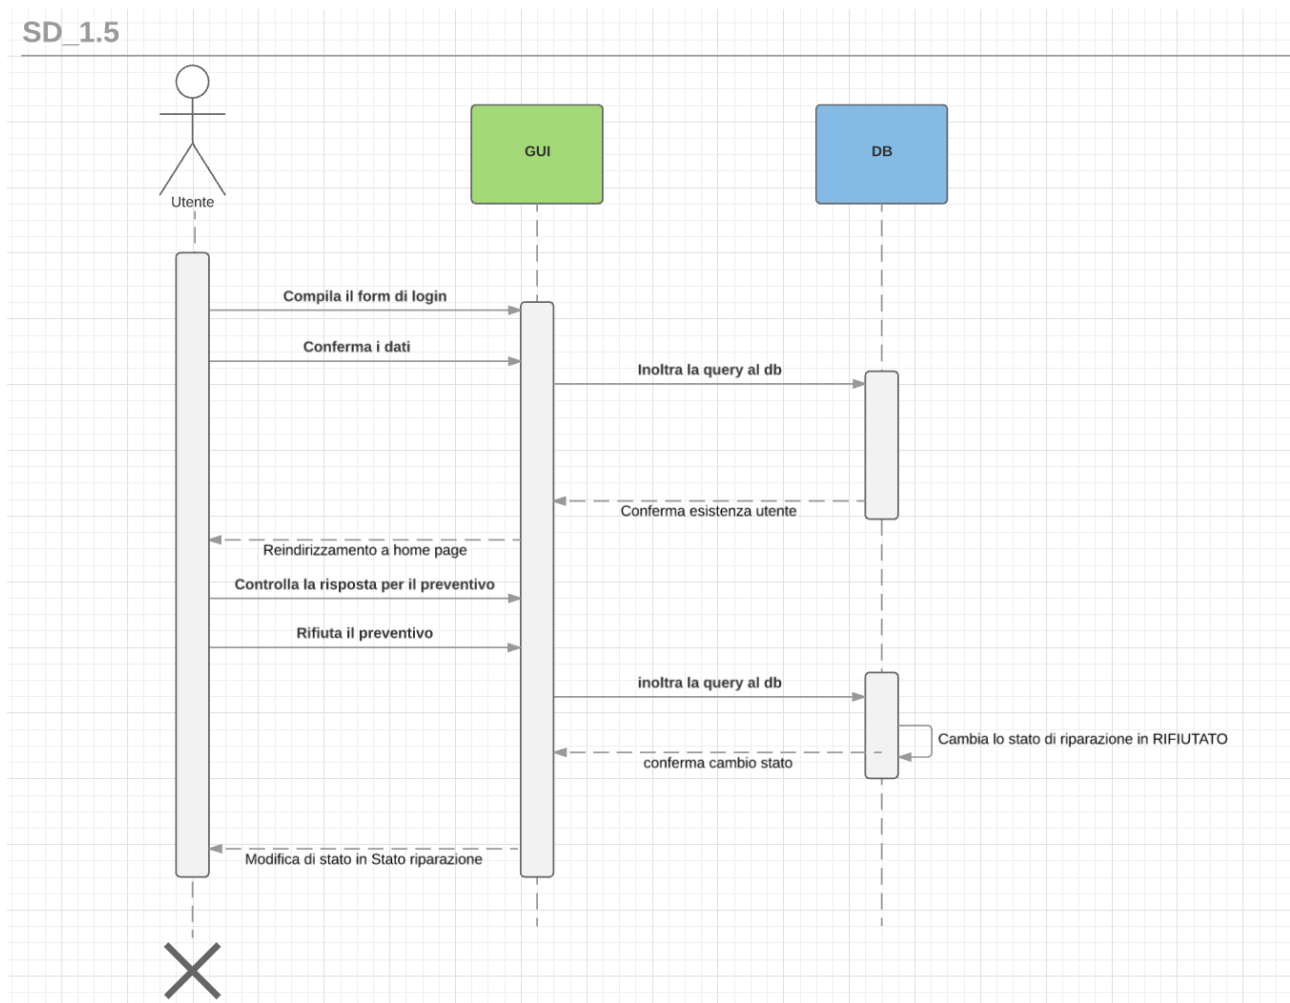 SD_1.5
Utente
GUI
DB
Compila il form di login
Conferma i dati
Inoltra la query al db
Conferma esistenza utente
Reindirizzamento a home page
Controlla la risposta per il preventivo
Rifiuta il preventivo
inoltra la query al db
Cambia lo stato di riparazione in RIFIUTATO
conferma cambio stato
Modifica di stato in Stato riparazione